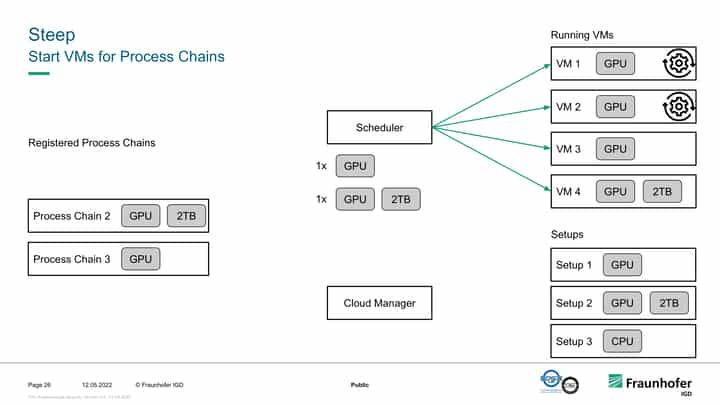 Steep
Start VMs for Process Chains
Registered Process Chains
Process Chain 2 GPU 2TB
Process Chain 3 GPU
Scheduler
1x GPU
1x GPU 2TB
Cloud Manager
Running VMs
VM 1 GPU
VM 2 GPU
VM 3 GPU
VM 4 GPU 2TB
Setups
Setup 1 GPU
Setup 2 GPU 2TB
Setup 3 CPU
Page 26 12.05.2022 © Fraunhofer IGD Public
Fraunhofer
IGD